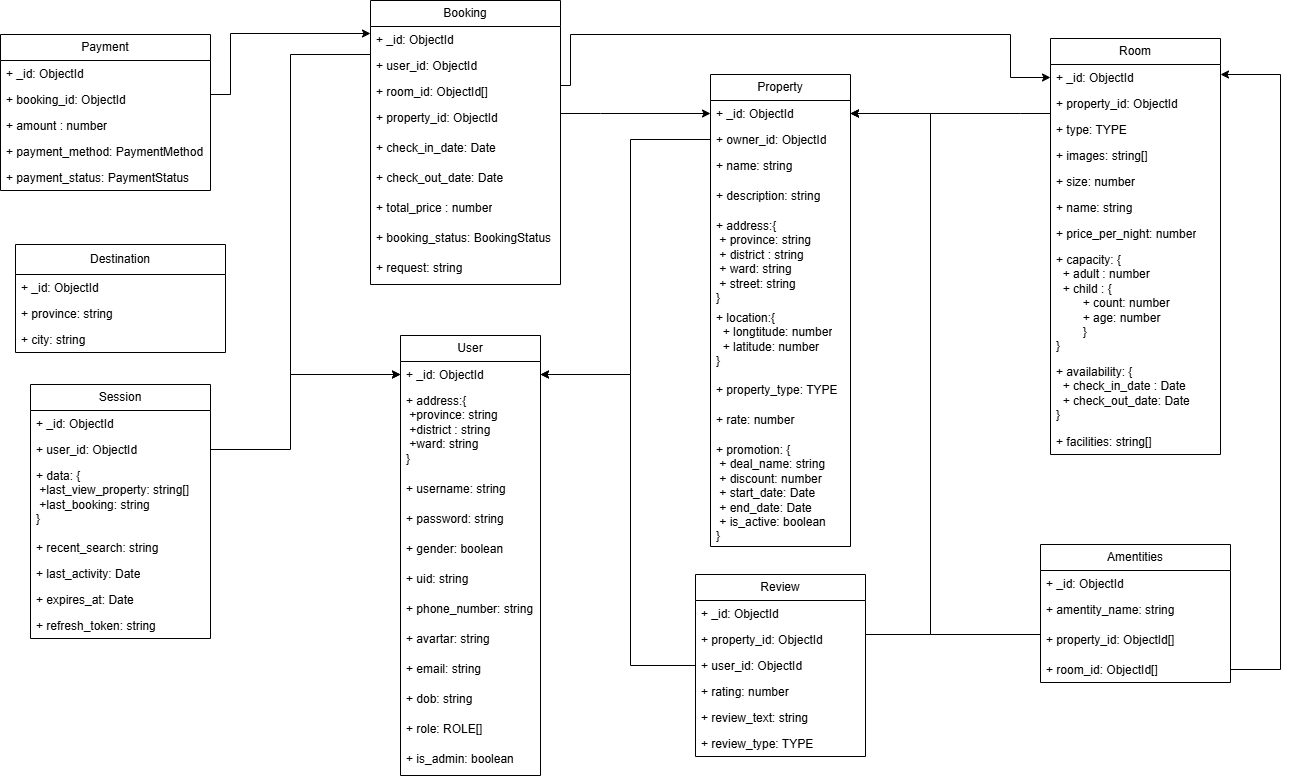 Payment
+ _id: ObjectId
+ booking_id: ObjectId
+ amount : number
+ payment_method: PaymentMethod
+ payment_status: PaymentStatus
Booking
+ _id: ObjectId
+ user_id: ObjectId
+ room_id: ObjectId[]
+ property_id: ObjectId
+ check_in_date: Date
+ check_out_date: Date
+ total_price : number
+ booking_status: BookingStatus
+ request: string
Property
+ _id: ObjectId
+ owner_id: ObjectId
+ name: string
+ description: string
+ address:{
+ province: string
+ district : string
+ ward: string
+ street: string
}
+ location:{
+ longtitude: number
+ latitude: number
}
+ property_type: TYPE
+ rate: number
+ promotion: {
+ deal_name: string
+ discount: number
+ start_date: Date
+ end_date: Date
+ is_active: boolean
}
Room
+ _id: ObjectId
+ property_id: ObjectId
+ type: TYPE
+ images: string[]
+ size: number
+ name: string
+ price_per_night: number
+ capacity: {
+ adult : number
+ child : {
+ count: number
+ age: number
}
}
+ availability: {
+ check_in_date : Date
+ check_out_date: Date
}
+ facilities: string[]
Destination
+ _id: ObjectId
+ province: string
+ city: string
Session
+ _id: ObjectId
+ user_id: ObjectId
+ data: {
+last_view_property: string[]
+last_booking: string
}
+ recent_search: string
+ last_activity: Date
+ expires_at: Date
+ refresh_token: string
User
+ _id: ObjectId
+ address:{
+province: string
+district : string
+ward: string
}
+ username: string
+ password: string
+ gender: boolean
+ uid: string
+ phone_number: string
+ avartar: string
+ email: string
+ dob: string
+ role: ROLE[]
+ is_admin: boolean
Review
+ _id: ObjectId
+ property_id: ObjectId
+ user_id: ObjectId
+ rating: number
+ review_text: string
+ review_type: TYPE
Amentities
+ _id: ObjectId
+ amentity_name: string
+ property_id: ObjectId[]
+ room_id: ObjectId[]